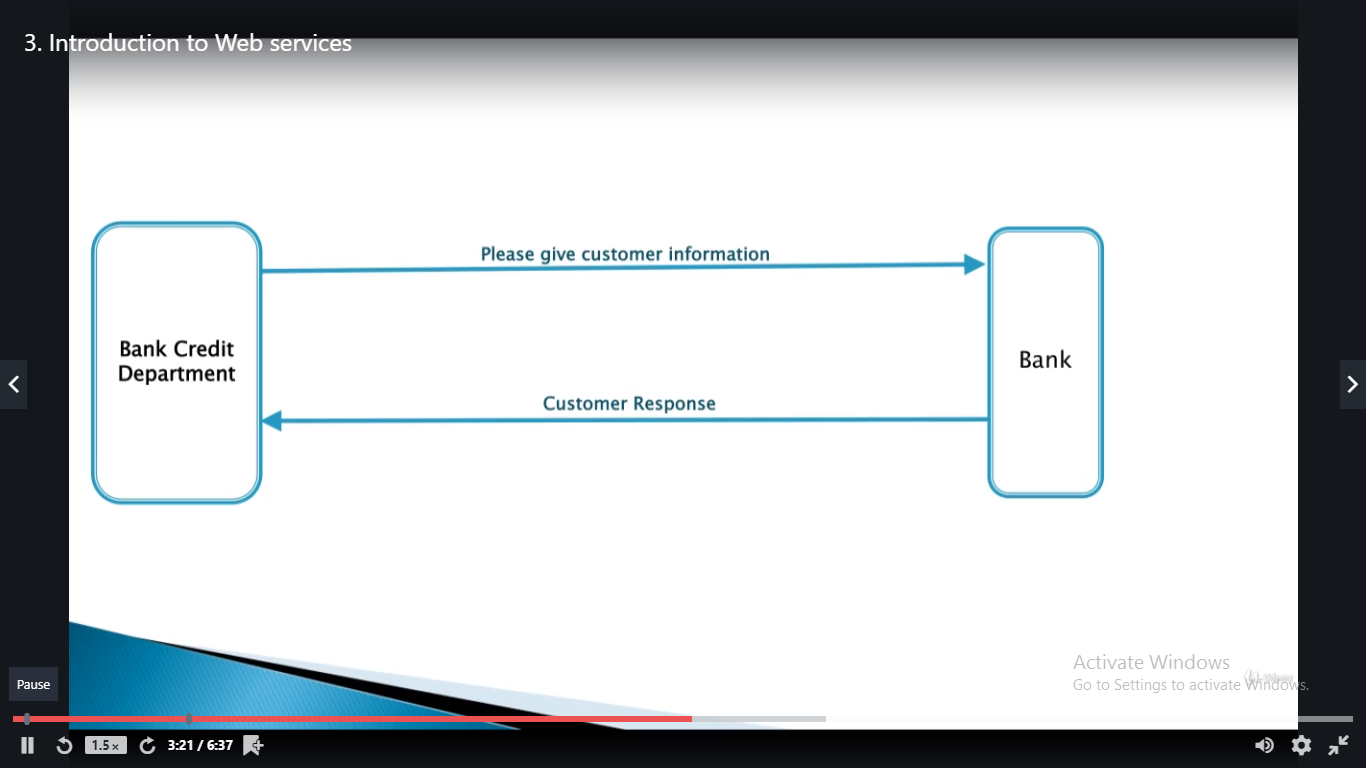 3. Introduction to Web services
Please give customer information
Bank Credit
Department
Bank
Customer Response
Activate Windows
Go to Settings to activate Windows.
Pause
1.5×
3:21 / 6:37